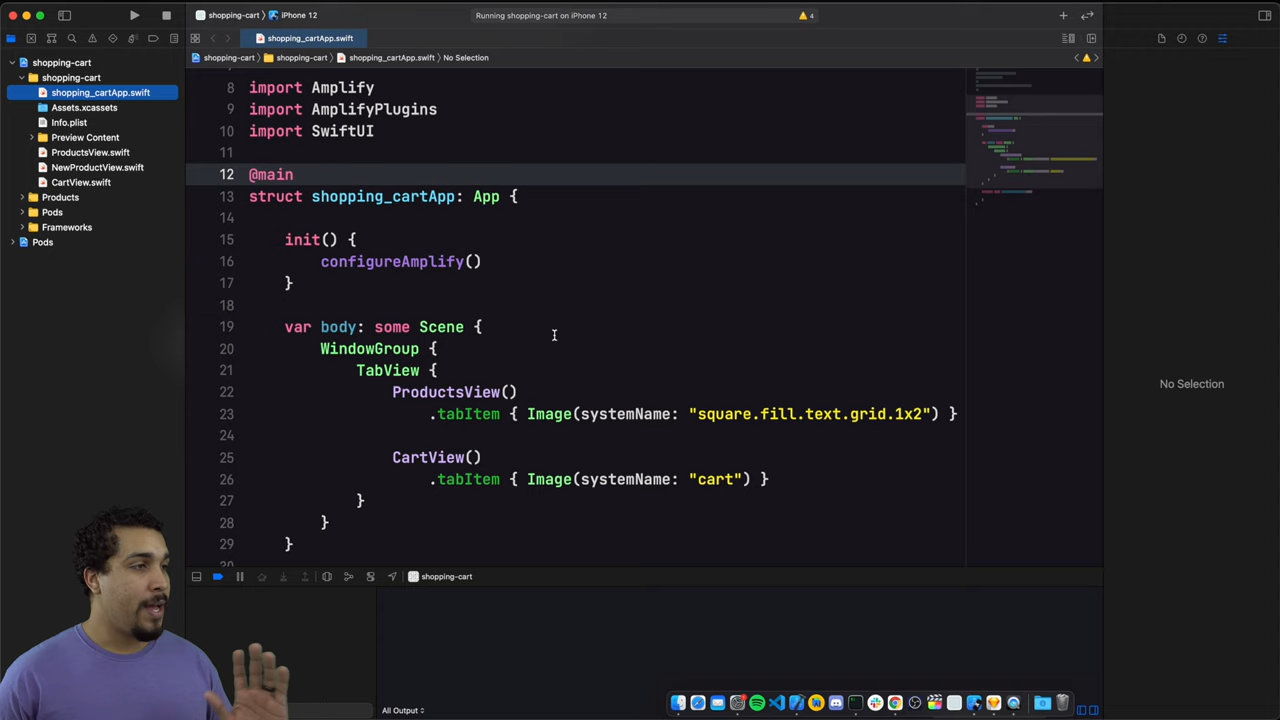 shopping-cart
iPhone 12
Running shopping-cart on iPhone 12
4
shopping_cartApp.swift
shopping-cart
shopping-cart
shopping_cartApp.swift
No Selection
shopping-cart
shopping-cart
shopping_cartApp.swift
Assets.xcassets
Info.plist
Preview Content
ProductsView.swift
NewProductView.swift
CartView.swift
Products
Pods
Frameworks
Pods
8 import Amplify
9 import AmplifyPlugins
10 import SwiftUI
11
12 @main
13 struct shopping_cartApp: App {
14
15 init() {
16 configureAmplify()
17 }
18
19 var body: some Scene {
20 WindowGroup {
21 TabView {
22 ProductsView()
23 .tabItem { Image(systemName: "square.fill.text.grid.1x2") }
24
25 CartView()
26 .tabItem { Image(systemName: "cart") }
27 }
28 }
29 }
No Selection
shopping-cart
All Output